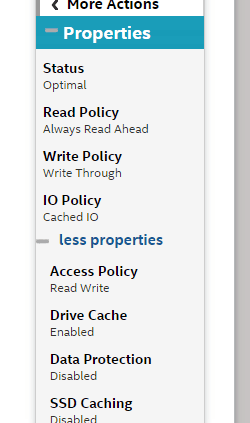 More Actions
Properties
Status
Optimal
Read Policy
Always Read Ahead
Write Policy
Write Through
IO Policy
Cached IO
less properties
Access Policy
Read Write
Drive Cache
Enabled
Data Protection
Disabled
SSD Caching
Disabled